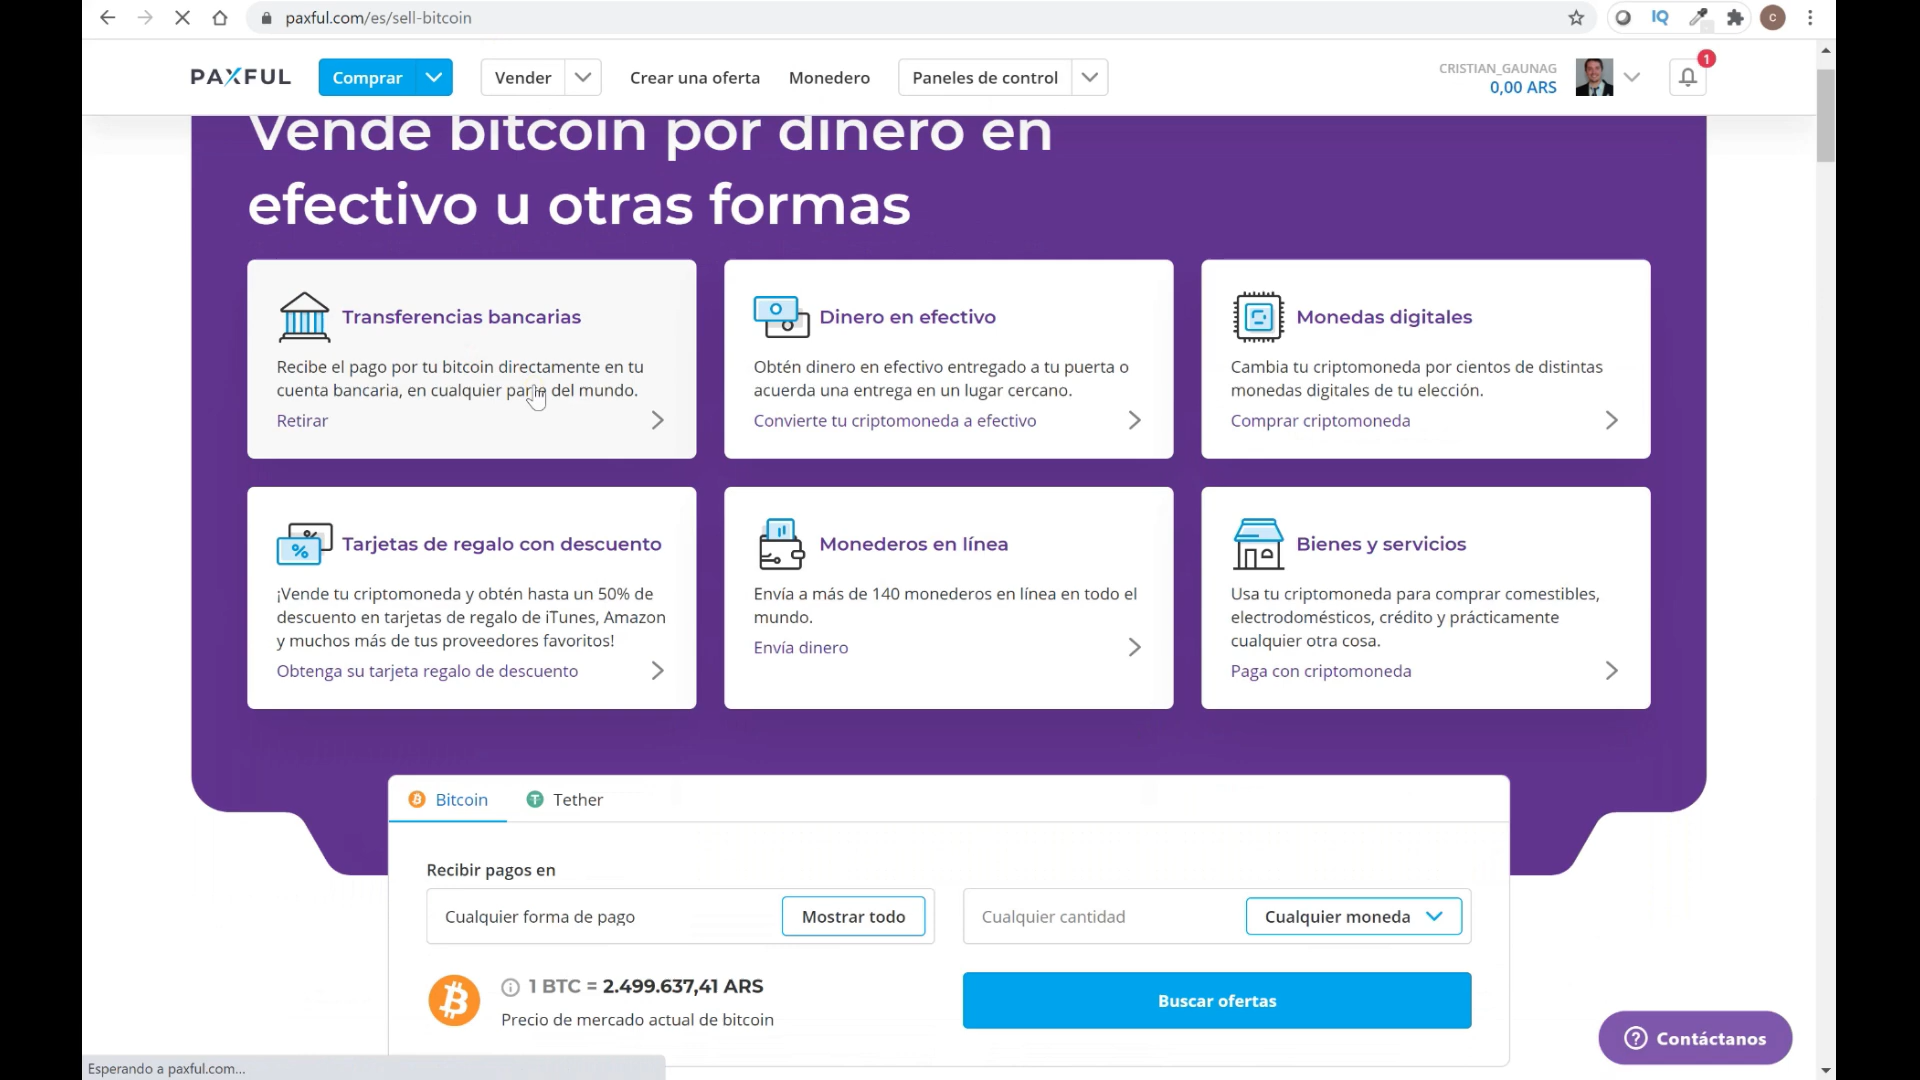 paxful.com/es/sell-bitcoin
IQ
c
PAXFUL
Comprar
Vender
Crear una oferta
Monedero
Paneles de control
CRISTIAN_GAUNAG
0,00 ARS
1
Vende bitcoin por dinero en
efectivo u otras formas
Transferencias bancarias
Recibe el pago por tu bitcoin directamente en tu
cuenta bancaria, en cualquier parte del mundo.
Retirar
Dinero en efectivo
Obtén dinero en efectivo entregado a tu puerta o
acuerda una entrega en un lugar cercano.
Convierte tu criptomoneda a efectivo
Monedas digitales
Cambia tu criptomoneda por cientos de distintas
monedas digitales de tu elección.
Comprar criptomoneda
Tarjetas de regalo con descuento
¡Vende tu criptomoneda y obtén hasta un 50% de
descuento en tarjetas de regalo de iTunes, Amazon
y muchos más de tus proveedores favoritos!
Obtenga su tarjeta regalo de descuento
Monederos en línea
Envía a más de 140 monederos en línea en todo el
mundo.
Envía dinero
Bienes y servicios
Usa tu criptomoneda para comprar comestibles,
electrodomésticos, crédito y prácticamente
cualquier otra cosa.
Paga con criptomoneda
Bitcoin
Tether
Recibir pagos en
Cualquier forma de pago
Mostrar todo
Cualquier cantidad
Cualquier moneda
1 BTC = 2.499.637,41 ARS
Precio de mercado actual de bitcoin
Buscar ofertas
Contáctanos
Esperando a paxful.com...